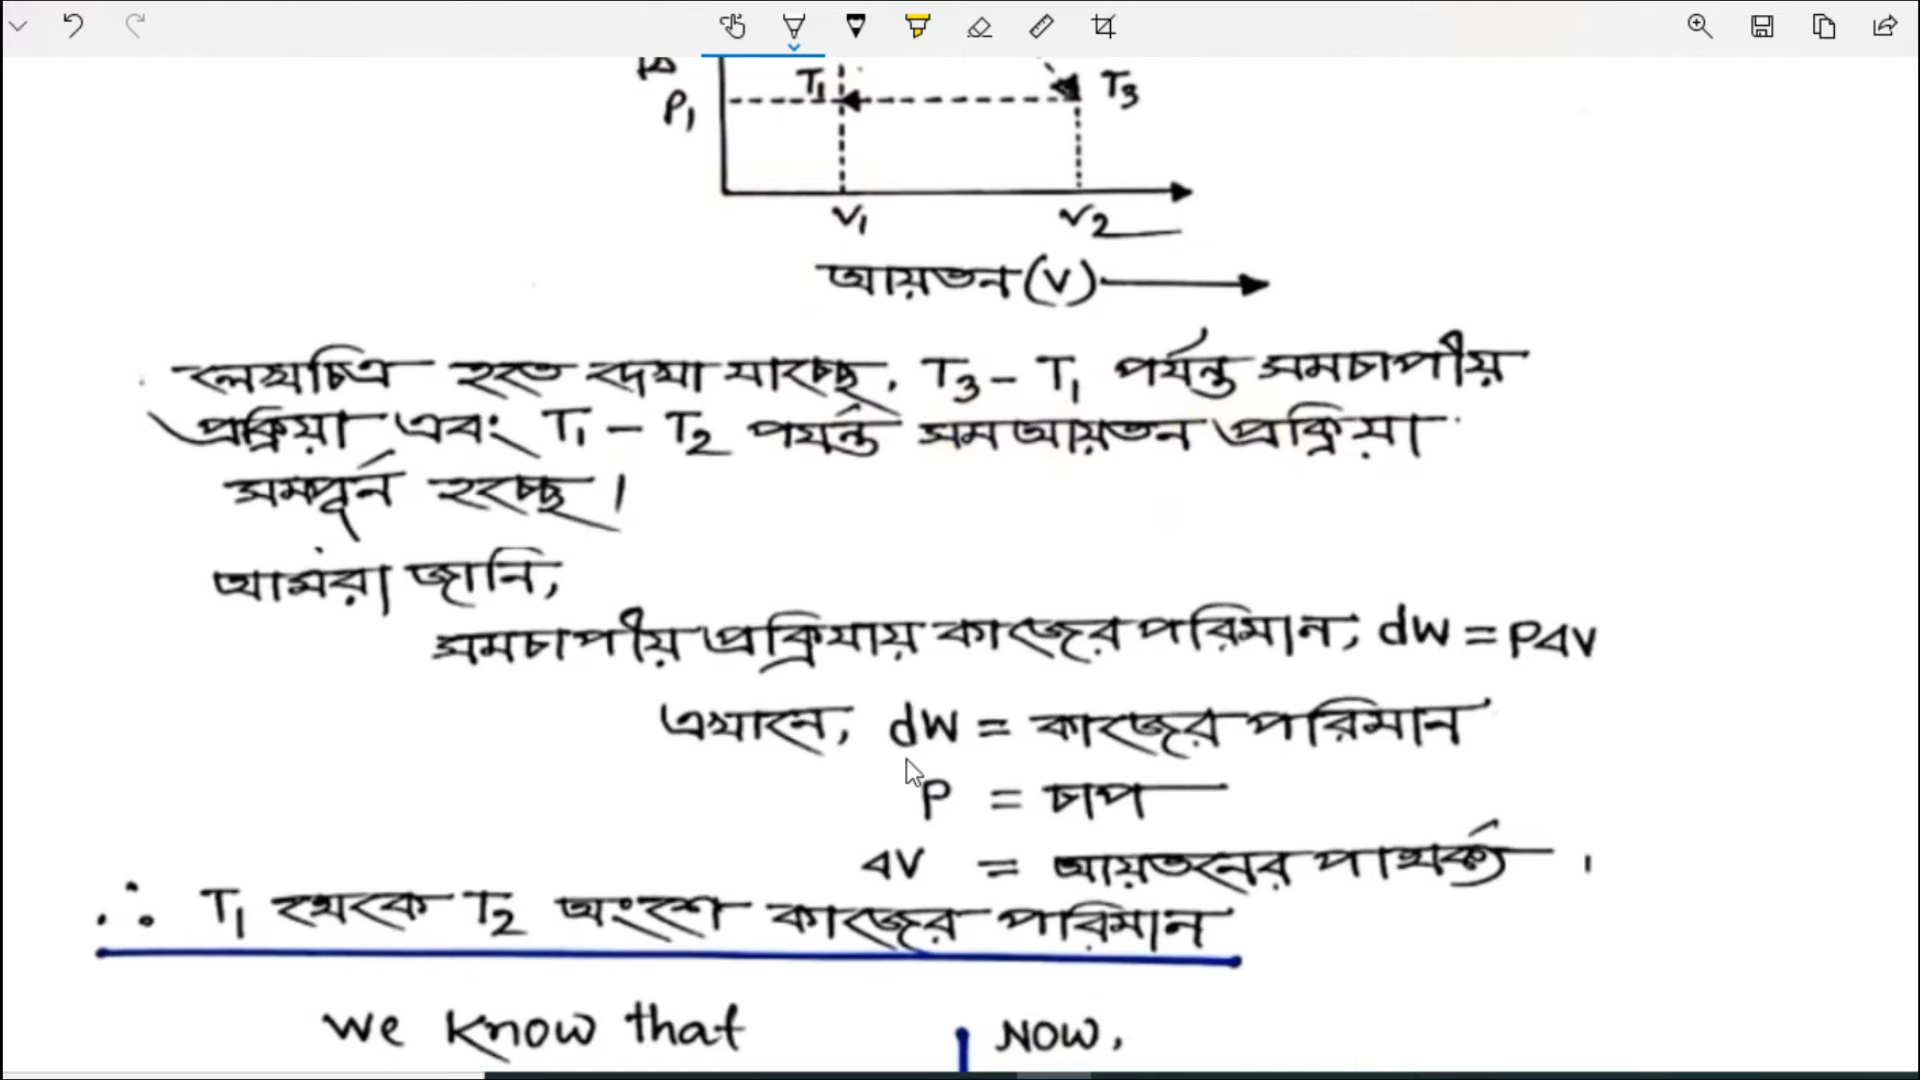 T₁ T₃
P₁
V₁ V₂
আয়তন (V)
লেখচিত্র হতে দেখা যাচ্ছে, T₃ - T₁ পর্যন্ত সমচাপীয়
প্রক্রিয়া এবং T₁ - T₂ পর্যন্ত সম আয়তন প্রক্রিয়া
সম্পূর্ন হচ্ছে।
আমরা জানি,
সমচাপীয় প্রক্রিয়ায় কাজের পরিমান, dW = PΔV
এখানে, dW = কাজের পরিমান
P = চাপ
ΔV = আয়তনের পার্থক্য।
∴ T₁ থেকে T₂ অংশে কাজের পরিমান
We know that
Now,